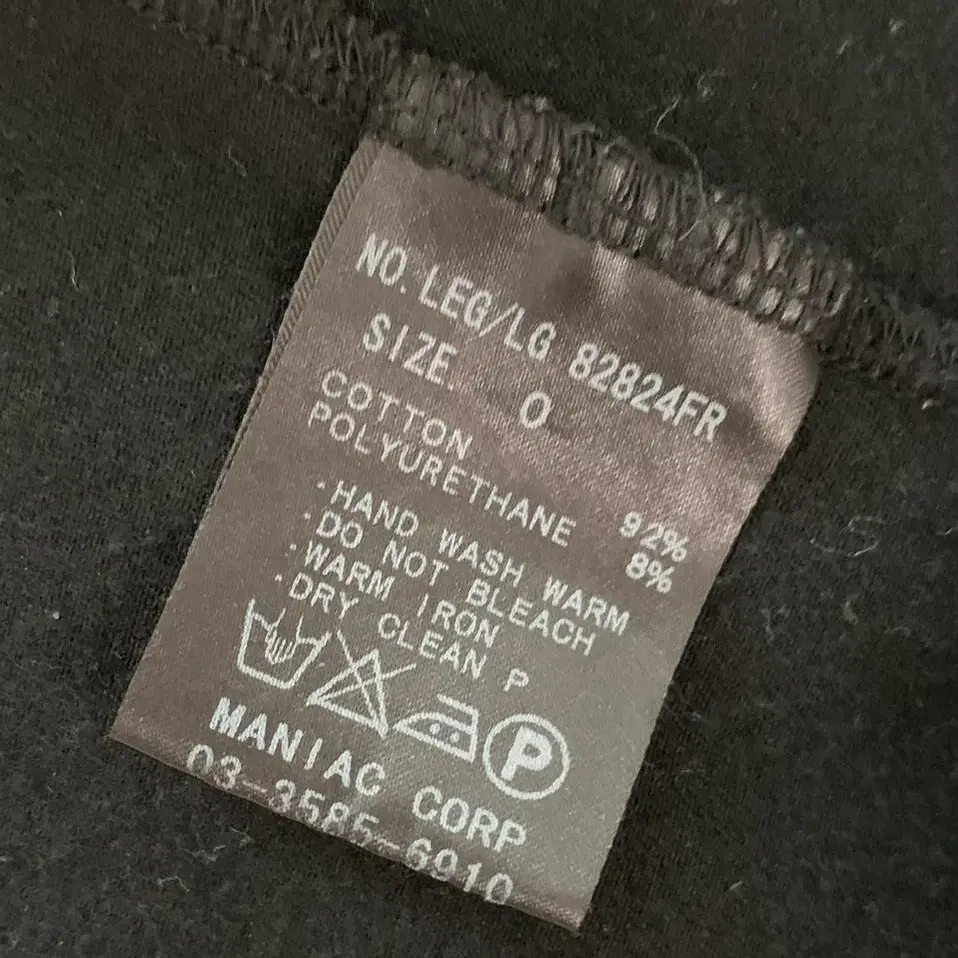 NO. LEG/LG 82824FR
SIZE. 0
COTTON 92%
POLYURETHANE 8%
·HAND WASH WARM
·DO NOT BLEACH
·WARM IRON
·DRY CLEAN P
P
MANIAC CORP
03-3585-6910